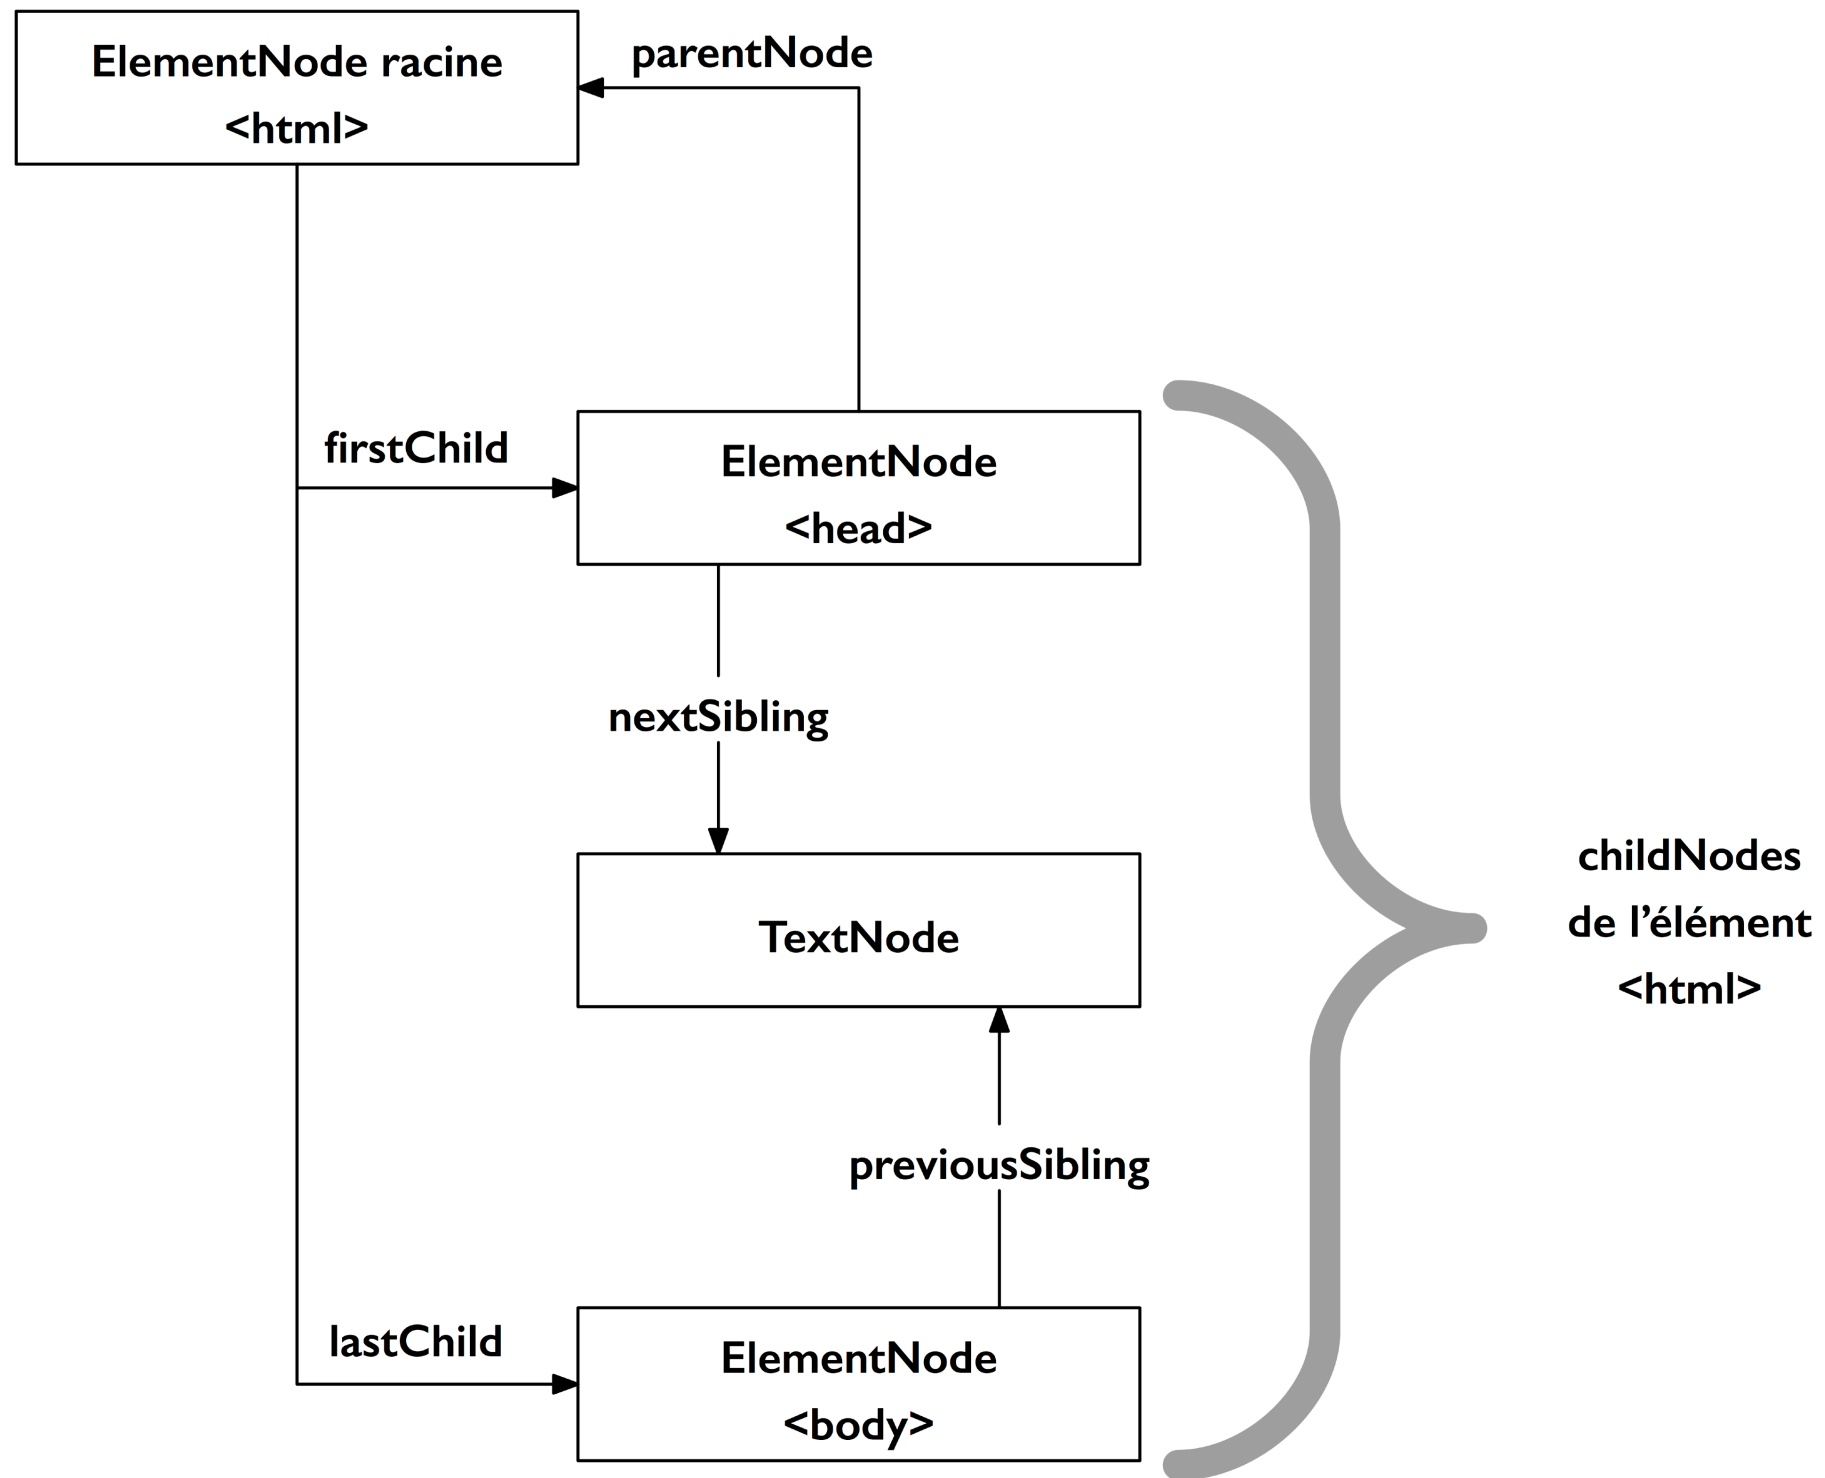 ElementNode racine
<html>
parentNode
firstChild
ElementNode
<head>
nextSibling
TextNode
childNodes
de l’élément
<html>
previousSibling
lastChild
ElementNode
<body>